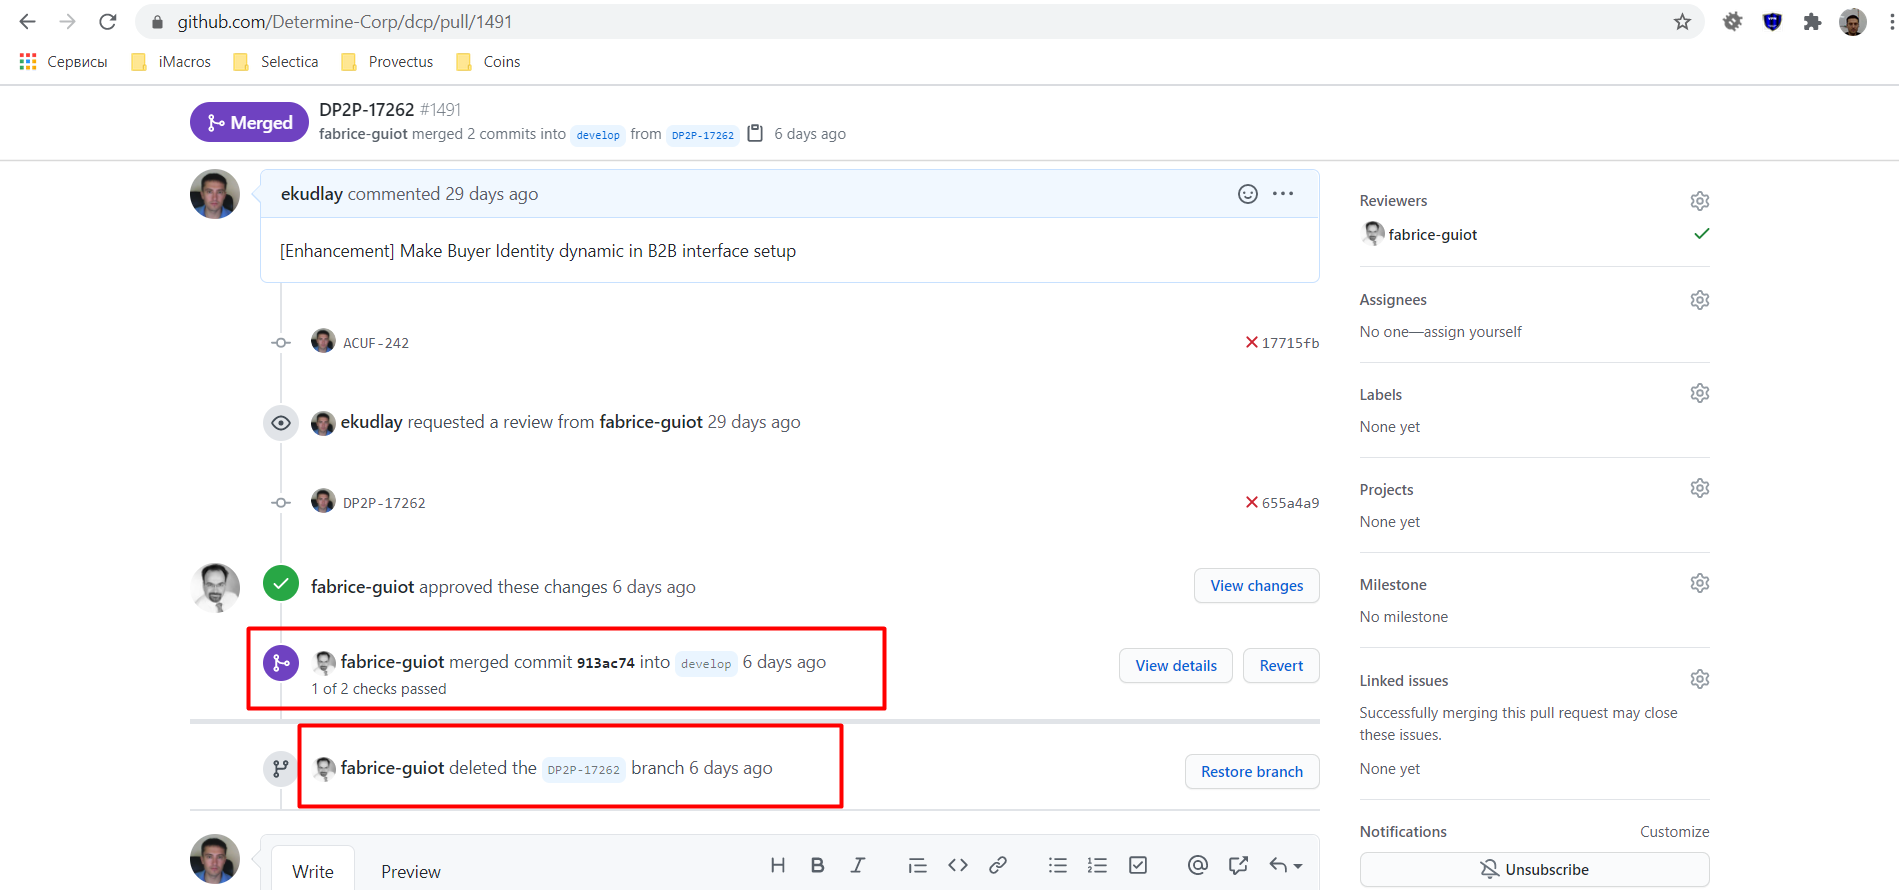 github.com/Determine-Corp/dcp/pull/1491
Сервисы iMacros Selectica Provectus Coins
Merged
DP2P-17262 #1491
fabrice-guiot merged 2 commits into develop from DP2P-17262 6 days ago
ekudlay commented 29 days ago
[Enhancement] Make Buyer Identity dynamic in B2B interface setup
ACUF-242 17715fb
ekudlay requested a review from fabrice-guiot 29 days ago
DP2P-17262 655a4a9
fabrice-guiot approved these changes 6 days ago
View changes
fabrice-guiot merged commit 913ac74 into develop 6 days ago
1 of 2 checks passed
View details Revert
fabrice-guiot deleted the DP2P-17262 branch 6 days ago
Restore branch
Write Preview
Reviewers
fabrice-guiot
Assignees
No one—assign yourself
Labels
None yet
Projects
None yet
Milestone
No milestone
Linked issues
Successfully merging this pull request may close
these issues.
None yet
Notifications Customize
Unsubscribe